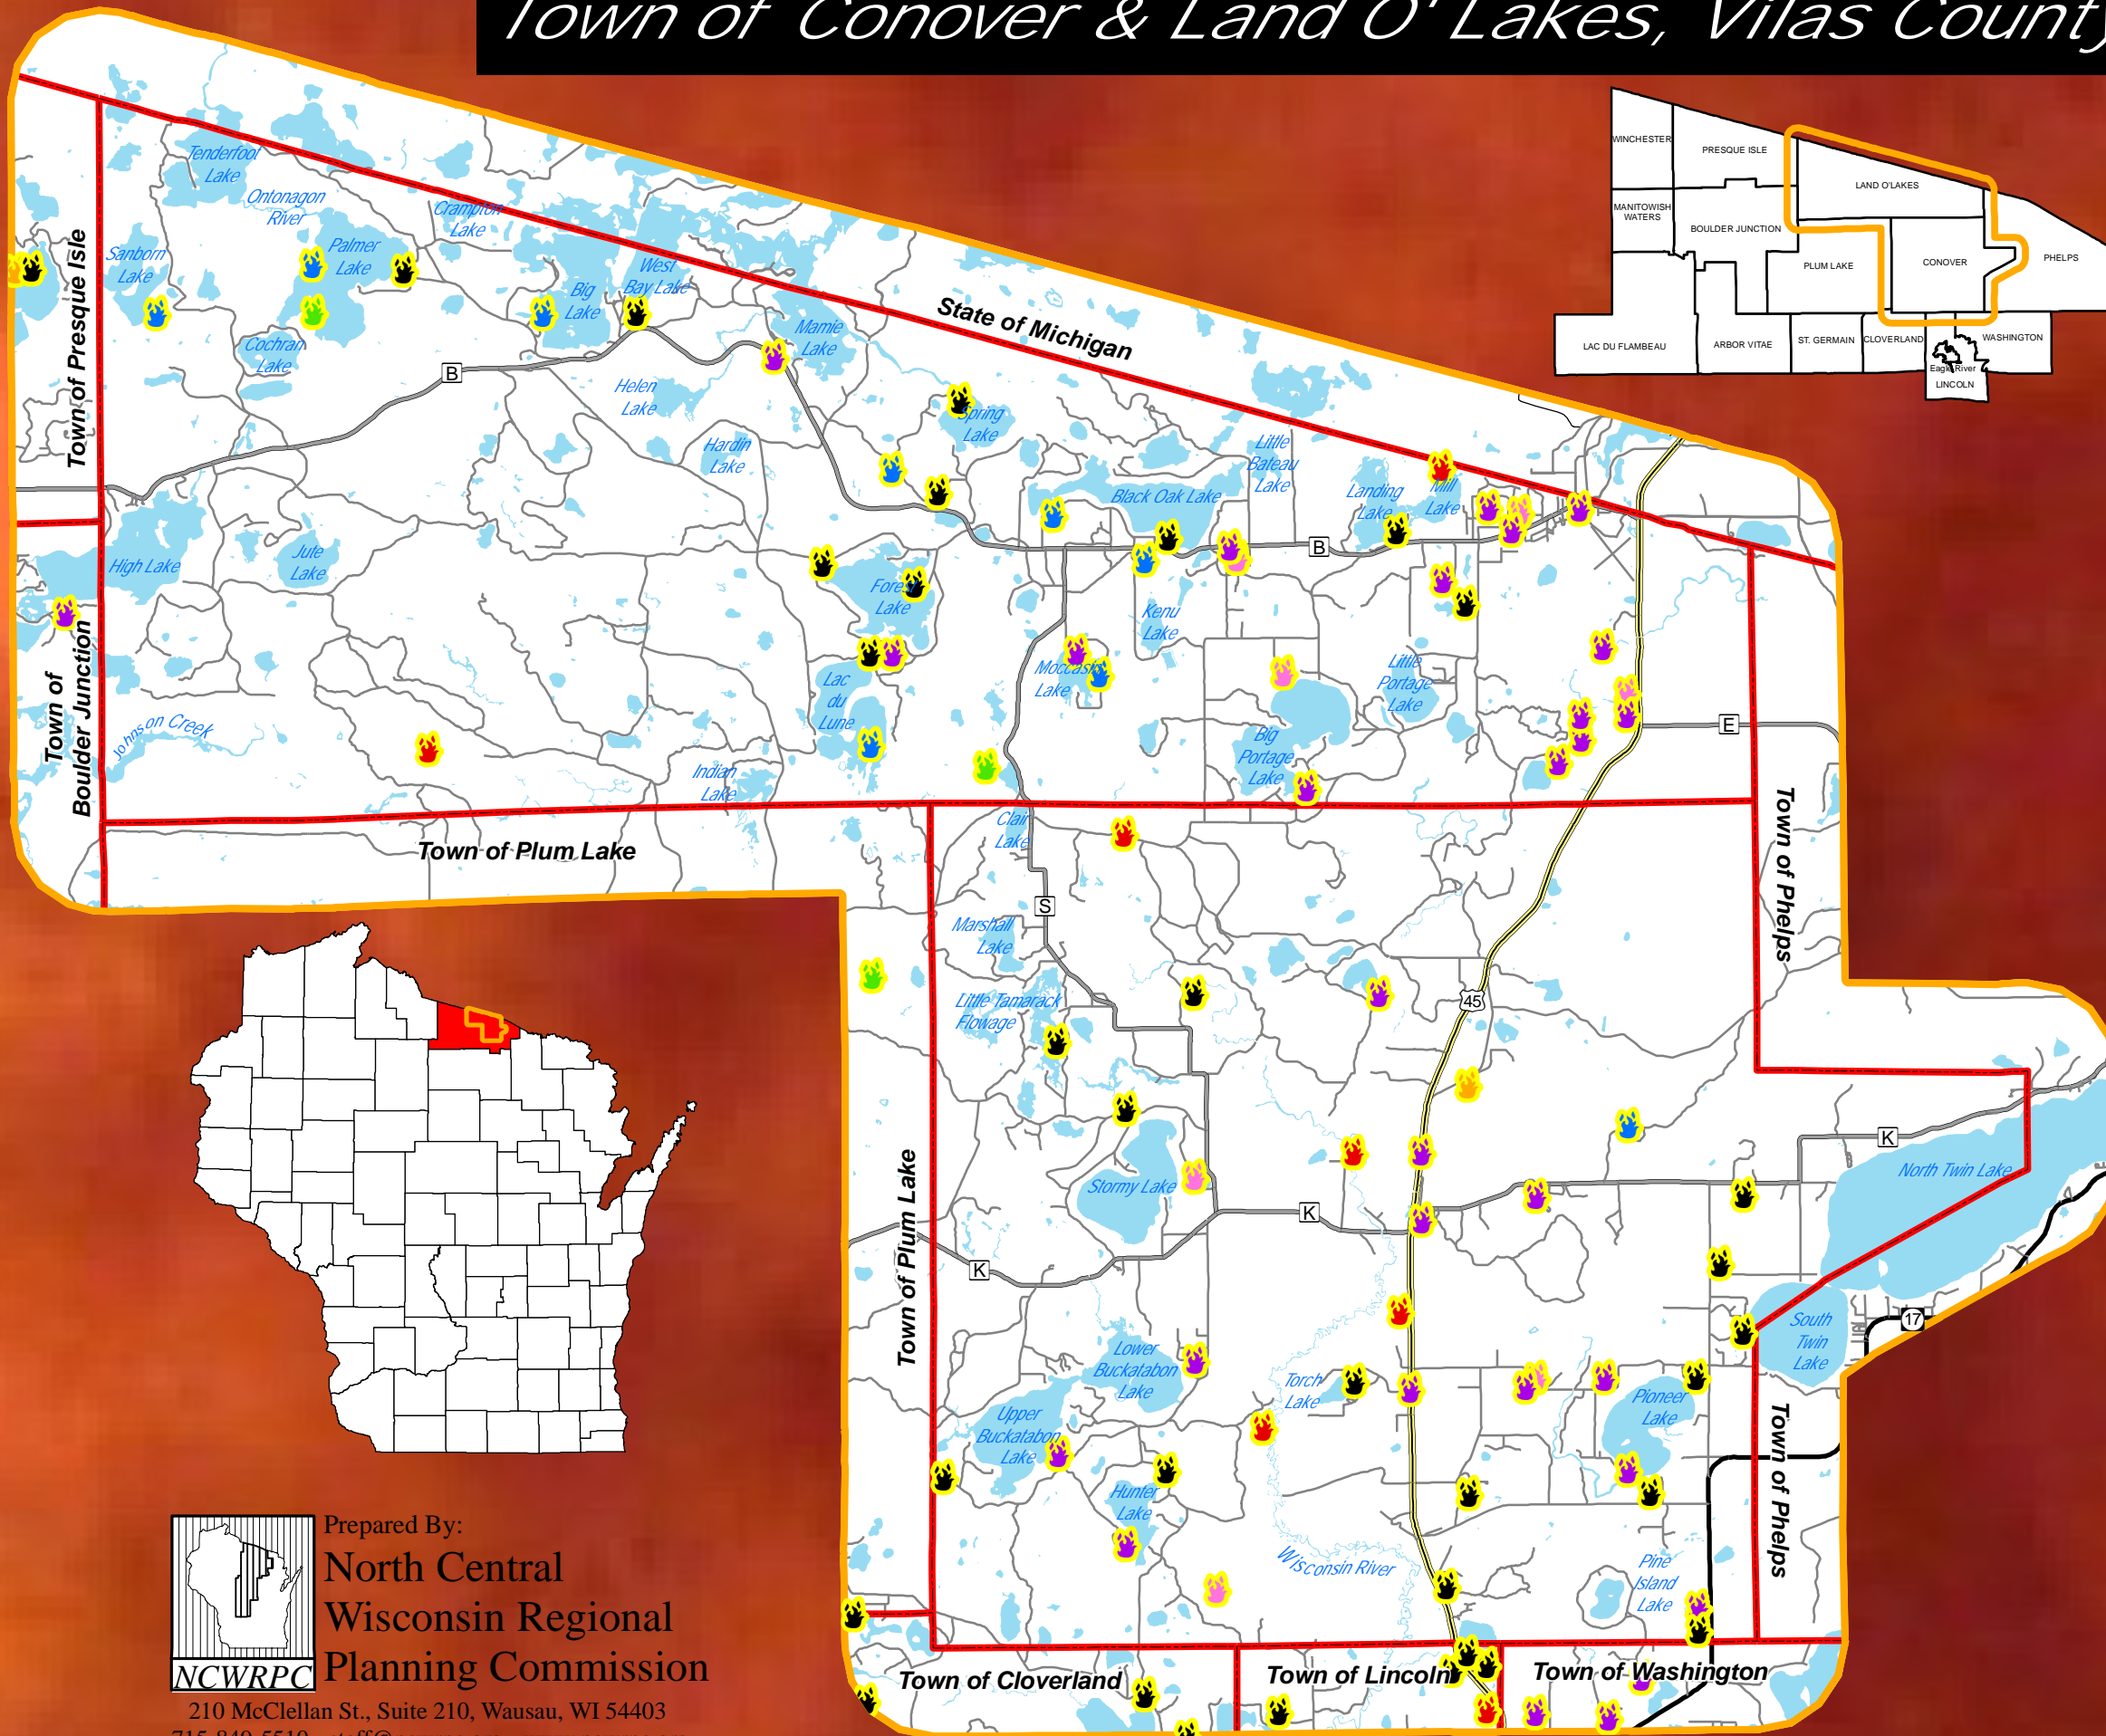 Town of Conover & Land O' Lakes, Vilas County
WINCHESTER
PRESQUE ISLE
LAND O'LAKES
MANITOWISH
WATERS
BOULDER JUNCTION
PLUM LAKE
CONOVER
PHELPS
LAC DU FLAMBEAU
ARBOR VITAE
ST. GERMAIN
CLOVERLAND
WASHINGTON
Eagle River
LINCOLN
Tenderfoot
Lake
Ontonagon
River
Crampton
Lake
Sanborn
Lake
Palmer
Lake
West
Bay Lake
Big
Lake
Mamie
Lake
Cochran
Lake
State of Michigan
Town of Presque Isle
B
Helen
Lake
Spring
Lake
Hardin
Lake
Little
Bateau
Lake
Black Oak Lake
Landing
Lake
Mill
Lake
B
High Lake
Jute
Lake
Forest
Lake
Kenu
Lake
Moccasin
Lake
Little
Portage
Lake
Lac
du
Lune
Town of
Boulder Junction
Johnson Creek
Big
Portage
Lake
E
Indian
Lake
Clair
Lake
Town of Plum Lake
Town of Phelps
S
Marshall
Lake
Little Tamarack
Flowage
45
K
North Twin Lake
Stormy Lake
K
Town of Plum Lake
K
South
Twin
Lake
17
Lower
Buckatabon
Lake
Torch
Lake
Pioneer
Lake
Upper
Buckatabon
Lake
Hunter
Lake
Town of Phelps
Wisconsin River
Pine
Island
Lake
Town of Cloverland
Town of Lincoln
Town of Washington
Prepared By:
North Central
Wisconsin Regional
Planning Commission
NCWRPC
210 McClellan St., Suite 210, Wausau, WI 54403